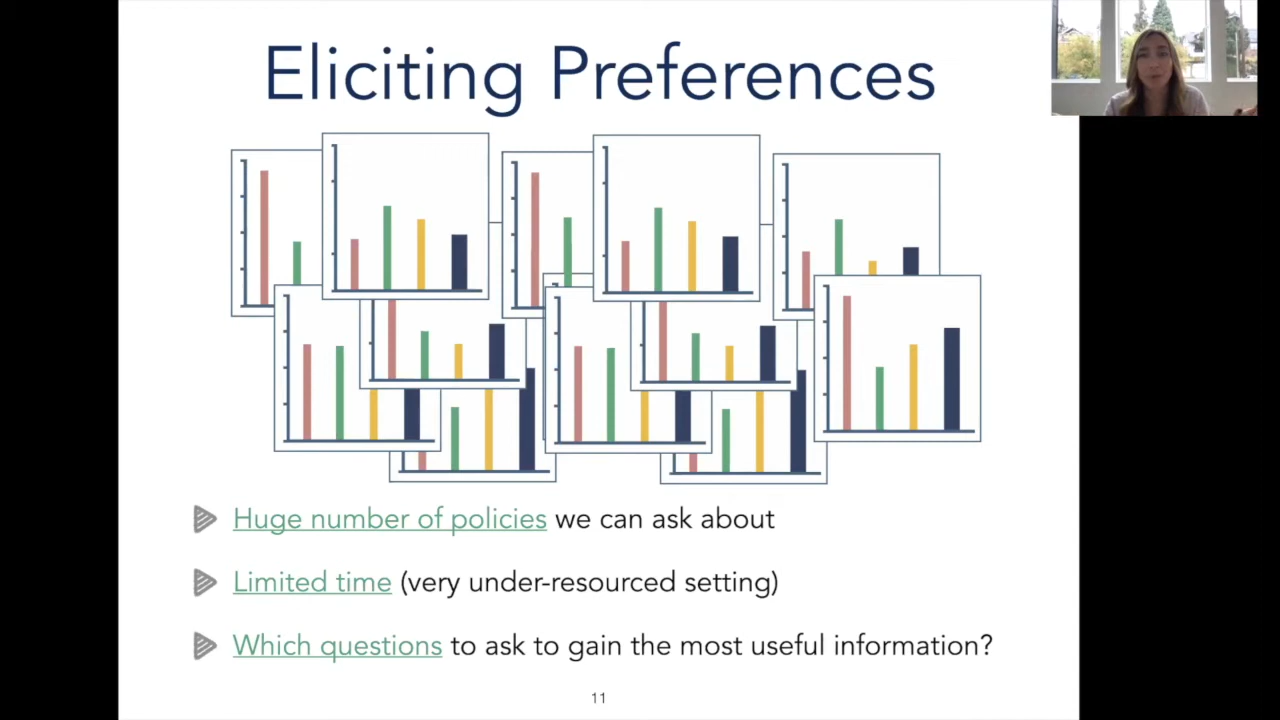 Eliciting Preferences
Huge number of policies we can ask about
Limited time (very under-resourced setting)
Which questions to ask to gain the most useful information?
11